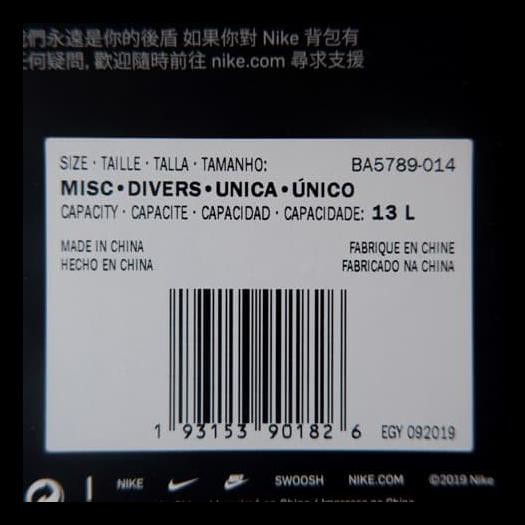 們永遠是你的後盾 如果你對 Nike 背包有
任何疑問, 歡迎隨時前往 nike.com 尋求支援
SIZE · TAILLE · TALLA · TAMANHO: BA5789-014
MISC • DIVERS • UNICA • ÚNICO
CAPACITY · CAPACITE · CAPACIDAD · CAPACIDADE: 13 L
MADE IN CHINA FABRIQUE EN CHINE
HECHO EN CHINA FABRICADO NA CHINA
1 93153 90182 6 EGY 092019
NIKE SWOOSH NIKE.COM ©2019 Nike